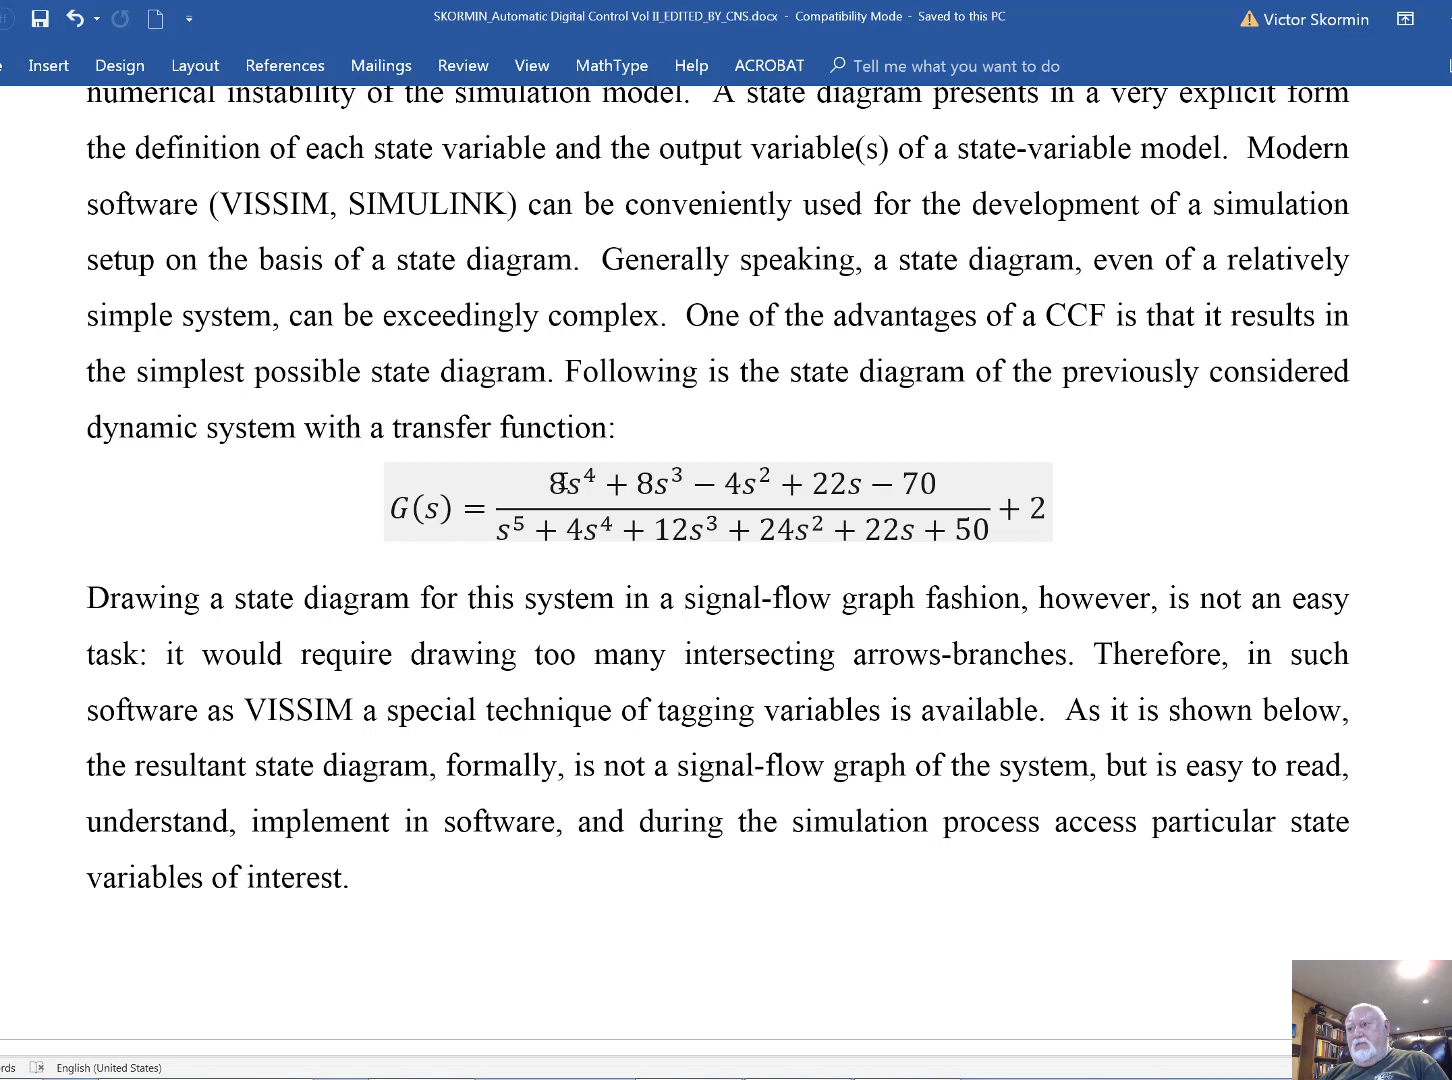 SKORMIN_Automatic Digital Control Vol II_EDITED_BY_CNS.docx - Compatibility Mode - Saved to this PC
Victor Skormin
Insert Design Layout References Mailings Review View MathType Help ACROBAT Tell me what you want to do
numerical instability of the simulation model. A state diagram presents in a very explicit form
the definition of each state variable and the output variable(s) of a state-variable model. Modern
software (VISSIM, SIMULINK) can be conveniently used for the development of a simulation
setup on the basis of a state diagram. Generally speaking, a state diagram, even of a relatively
simple system, can be exceedingly complex. One of the advantages of a CCF is that it results in
the simplest possible state diagram. Following is the state diagram of the previously considered
dynamic system with a transfer function:
8s⁴ + 8s³ − 4s² + 22s − 70
G(s) = + 2
s⁵ + 4s⁴ + 12s³ + 24s² + 22s + 50
Drawing a state diagram for this system in a signal-flow graph fashion, however, is not an easy
task: it would require drawing too many intersecting arrows-branches. Therefore, in such
software as VISSIM a special technique of tagging variables is available. As it is shown below,
the resultant state diagram, formally, is not a signal-flow graph of the system, but is easy to read,
understand, implement in software, and during the simulation process access particular state
variables of interest.
English (United States)